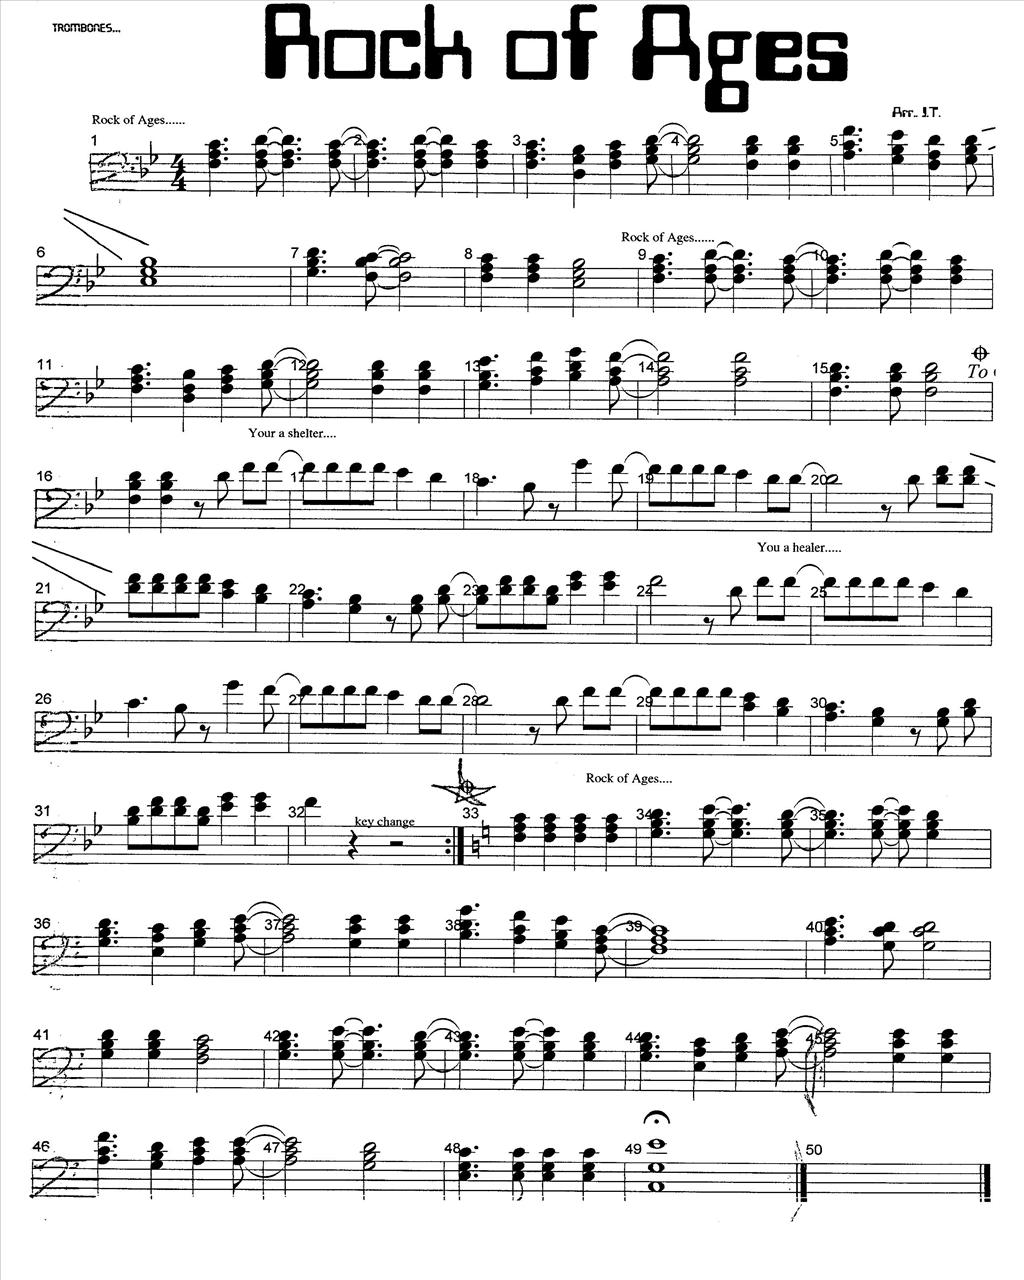 TROMBONES...
Rock of Ages
Arr. J.T.
Rock of Ages......
1 2 3 4 5
4
4
Rock of Ages......
6 7 8 9 10
11 12 13 14 15
To
Your a shelter....
16 17 18 19 20
You a healer.....
21 22 23 24 25
26 27 28 29 30
Rock of Ages....
31 32 key change 33 34 35
36 37 38 39 40
41 42 43 44 45
46 47 48 49 50